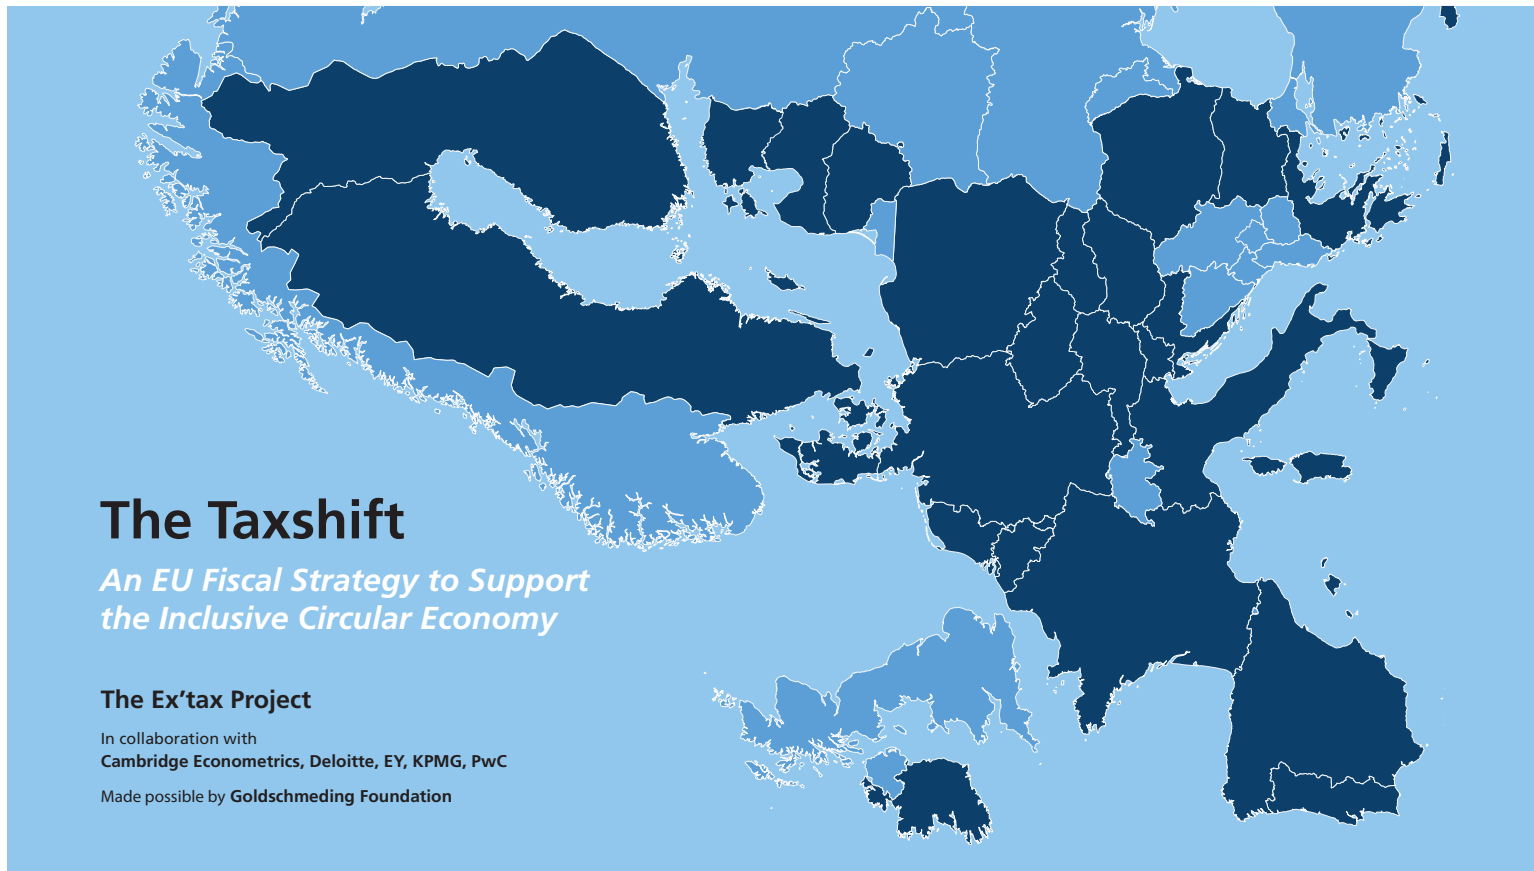 The Taxshift
An EU Fiscal Strategy to Support
the Inclusive Circular Economy
The Ex’tax Project
In collaboration with
Cambridge Econometrics, Deloitte, EY, KPMG, PwC
Made possible by Goldschmeding Foundation